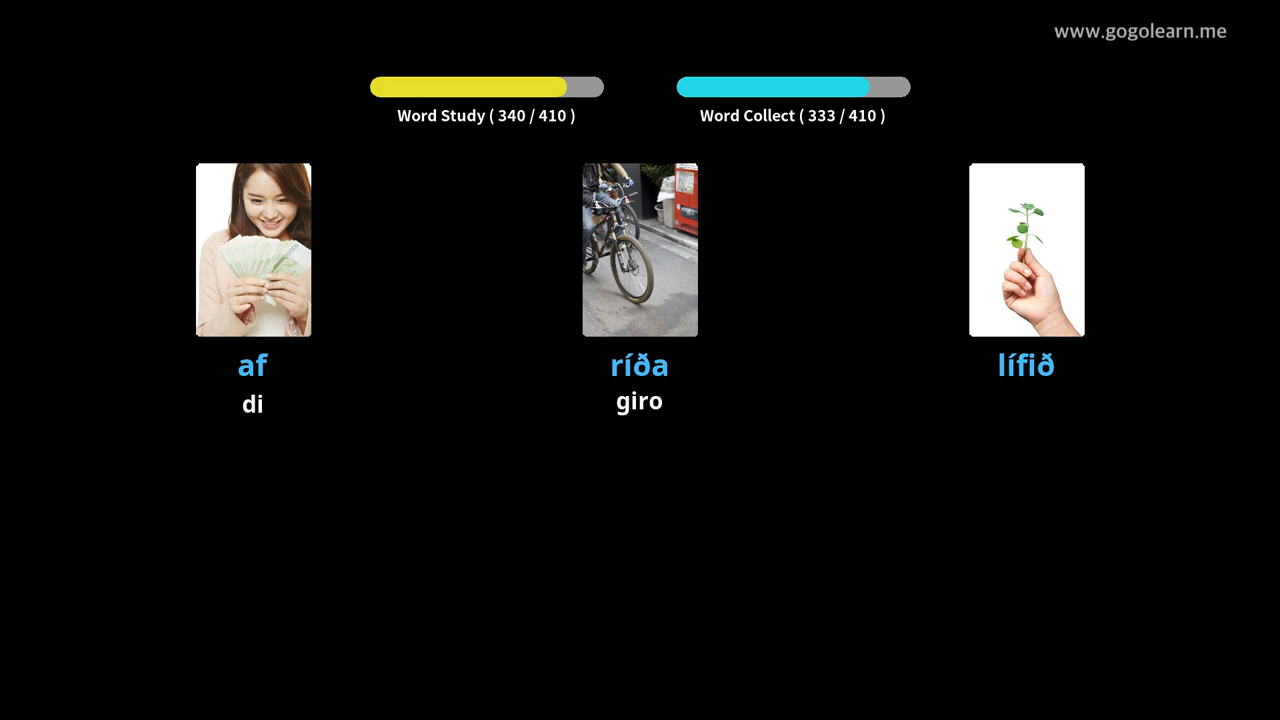 www.gogolearn.me
Word Study ( 340 / 410 )
Word Collect ( 333 / 410 )
af
ríða
lífið
di
giro